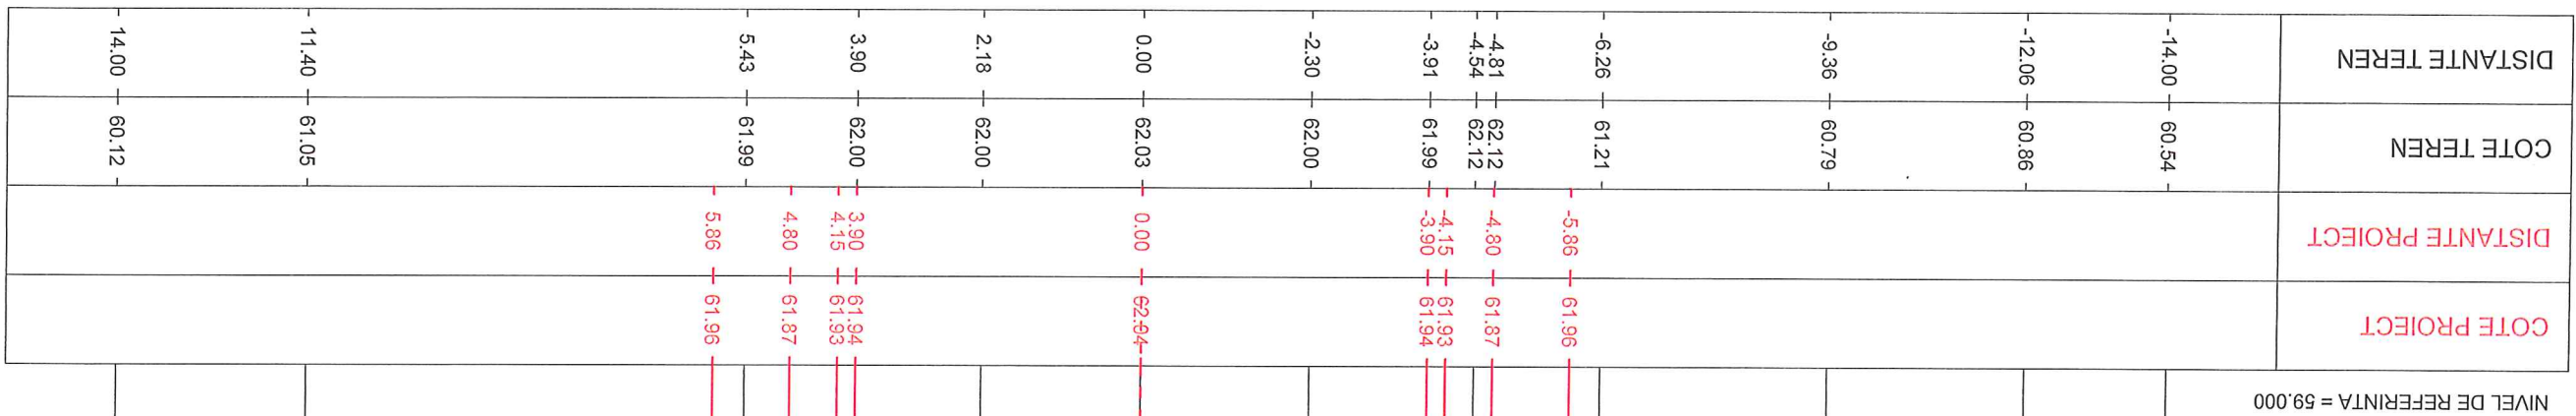 NIVEL DE REFERINTA = 59.000
COTE PROIECT 61.96 61.87 61.93 61.94 62.04 61.94 61.93 61.87 61.96
DISTANTE PROIECT -5.86 -4.80 -4.15 -3.90 0.00 3.90 4.15 4.80 5.86
COTE TEREN 60.54 60.86 60.79 61.21 62.12 62.12 61.99 62.00 62.03 62.00 62.00 61.99 61.05 60.12
DISTANTE TEREN -14.00 -12.06 -9.36 -6.26 -4.81 -4.54 -3.91 -2.30 0.00 2.18 3.90 5.43 11.40 14.00